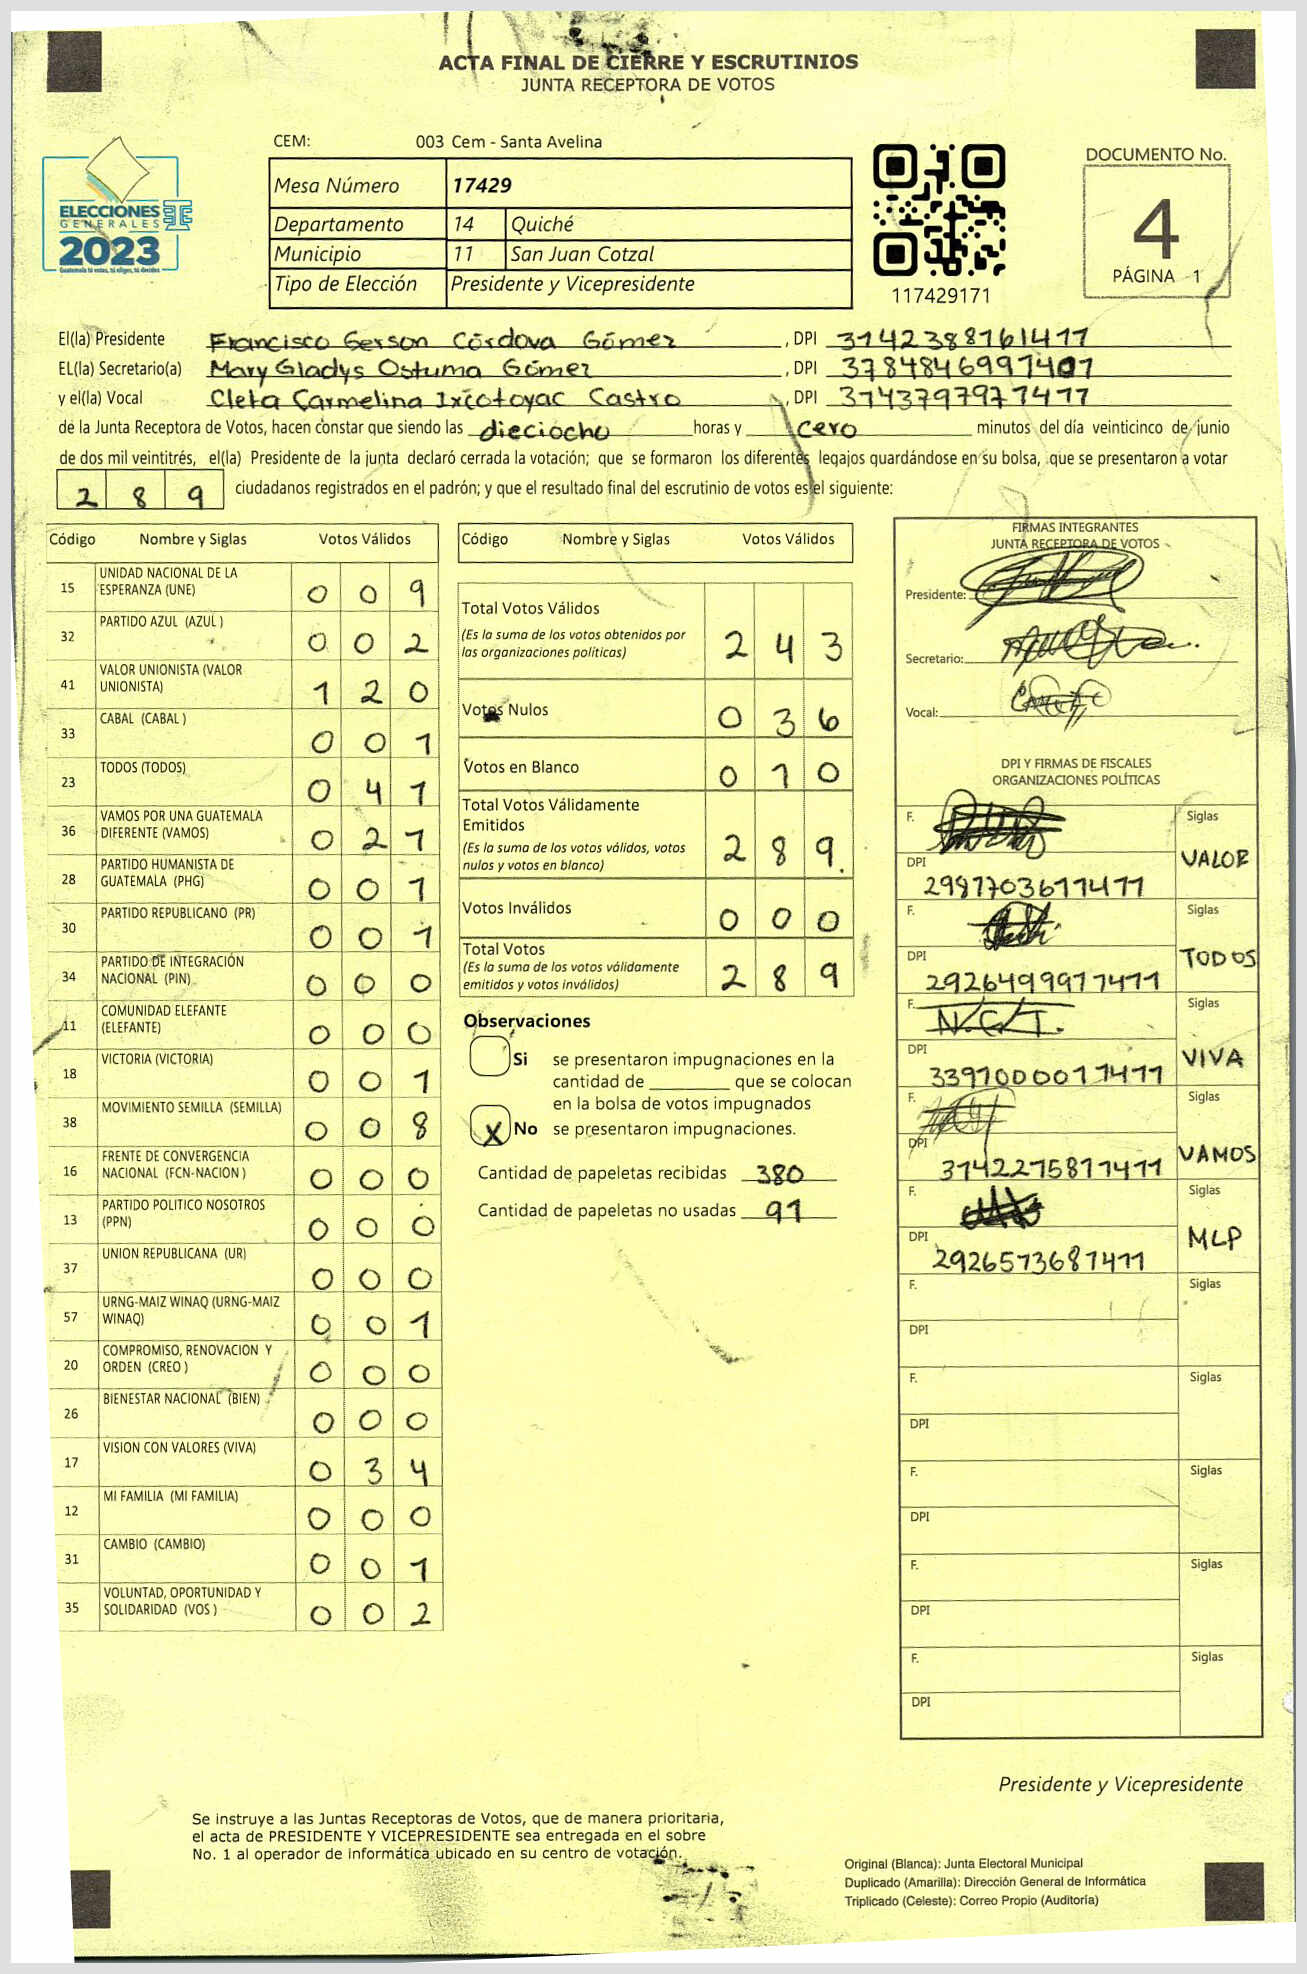 ACTA FINAL DE CIERRE Y ESCRUTINIOS
JUNTA RECEPTORA DE VOTOS
CEM: 003 Cem - Santa Avelina
Mesa Número 17429
Departamento 14 Quiché
Municipio 11 San Juan Cotzal
Tipo de Elección Presidente y Vicepresidente
ELECCIONES
GENERALES
2023
Guatemala tú votas, tú eliges, tú decides
117429171
DOCUMENTO No.
4
PÁGINA 1
El(la) Presidente Francisco Gerson Córdova Gómez, DPI 3142388161411
EL(la) Secretario(a) Mary Gladys Ostuma Gómez, DPI 3784846991401
y el(la) Vocal Cleta Carmelina Ixcotoyac Castro, DPI 3143797971411
de la Junta Receptora de Votos, hacen constar que siendo las dieciocho horas y cero minutos del día veinticinco de junio
de dos mil veintitrés, el(la) Presidente de la junta declaró cerrada la votación; que se formaron los diferentes legajos guardándose en su bolsa, que se presentaron a votar
289 ciudadanos registrados en el padrón; y que el resultado final del escrutinio de votos es el siguiente:
Código Nombre y Siglas Votos Válidos
15 UNIDAD NACIONAL DE LA ESPERANZA (UNE) 0 0 9
32 PARTIDO AZUL (AZUL ) 0 0 2
41 VALOR UNIONISTA (VALOR UNIONISTA) 1 2 0
33 CABAL (CABAL ) 0 0 1
23 TODOS (TODOS) 0 4 1
36 VAMOS POR UNA GUATEMALA DIFERENTE (VAMOS) 0 2 1
28 PARTIDO HUMANISTA DE GUATEMALA (PHG) 0 0 1
30 PARTIDO REPUBLICANO (PR) 0 0 1
34 PARTIDO DE INTEGRACIÓN NACIONAL (PIN) 0 0 0
11 COMUNIDAD ELEFANTE (ELEFANTE) 0 0 0
18 VICTORIA (VICTORIA) 0 0 1
38 MOVIMIENTO SEMILLA (SEMILLA) 0 0 8
16 FRENTE DE CONVERGENCIA NACIONAL (FCN-NACION ) 0 0 0
13 PARTIDO POLITICO NOSOTROS (PPN) 0 0 0
37 UNION REPUBLICANA (UR) 0 0 0
57 URNG-MAIZ WINAQ (URNG-MAIZ WINAQ) 0 0 1
20 COMPROMISO, RENOVACION Y ORDEN (CREO ) 0 0 0
26 BIENESTAR NACIONAL (BIEN) 0 0 0
17 VISION CON VALORES (VIVA) 0 3 4
12 MI FAMILIA (MI FAMILIA) 0 0 0
31 CAMBIO (CAMBIO) 0 0 1
35 VOLUNTAD, OPORTUNIDAD Y SOLIDARIDAD (VOS ) 0 0 2
Código Nombre y Siglas Votos Válidos
Total Votos Válidos 2 4 3
(Es la suma de los votos obtenidos por
las organizaciones políticas)
Votos Nulos 0 3 6
Votos en Blanco 0 1 0
Total Votos Válidamente
Emitidos 2 8 9.
(Es la suma de los votos válidos, votos
nulos y votos en blanco)
Votos Inválidos 0 0 0
Total Votos 2 8 9
(Es la suma de los votos válidamente
emitidos y votos inválidos)
Observaciones
Si se presentaron impugnaciones en la
cantidad de ________ que se colocan
en la bolsa de votos impugnados
X No se presentaron impugnaciones.
Cantidad de papeletas recibidas 380
Cantidad de papeletas no usadas 91
FIRMAS INTEGRANTES
JUNTA RECEPTORA DE VOTOS
Presidente:
Secretario:
Vocal:
DPI Y FIRMAS DE FISCALES
ORGANIZACIONES POLÍTICAS
F. Siglas
DPI 2981703611411 VALOR
F. Siglas
DPI 2926499971411 TODOS
F. N.C.T. Siglas
DPI 3391000011411 VIVA
F. Siglas
DPI 3142275811411 VAMOS
F. Siglas
DPI 2926573681411 MLP
F. Siglas
DPI
F. Siglas
DPI
F. Siglas
DPI
F. Siglas
DPI
F. Siglas
DPI
Presidente y Vicepresidente
Se instruye a las Juntas Receptoras de Votos, que de manera prioritaria,
el acta de PRESIDENTE Y VICEPRESIDENTE sea entregada en el sobre
No. 1 al operador de informática ubicado en su centro de votación.
Original (Blanca): Junta Electoral Municipal
Duplicado (Amarilla): Dirección General de Informática
Triplicado (Celeste): Correo Propio (Auditoría)